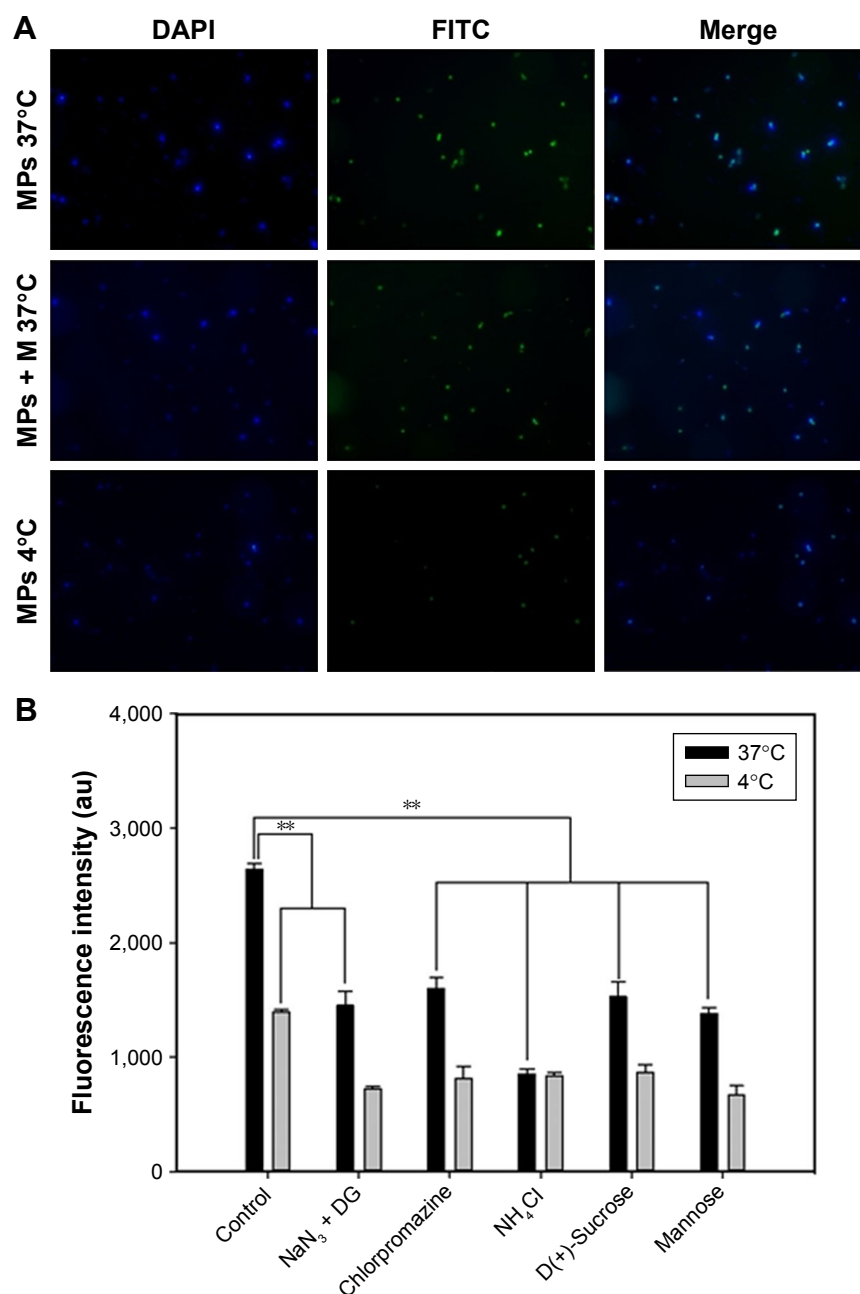 A
DAPI FITC Merge
MPs 37°C
MPs + M 37°C
MPs 4°C
B
Fluorescence intensity (au)
4,000
3,000
2,000
1,000
0
37°C
4°C
**
**
Control
NaN₃ + DG
Chlorpromazine
NH₄Cl
D(+)-Sucrose
Mannose